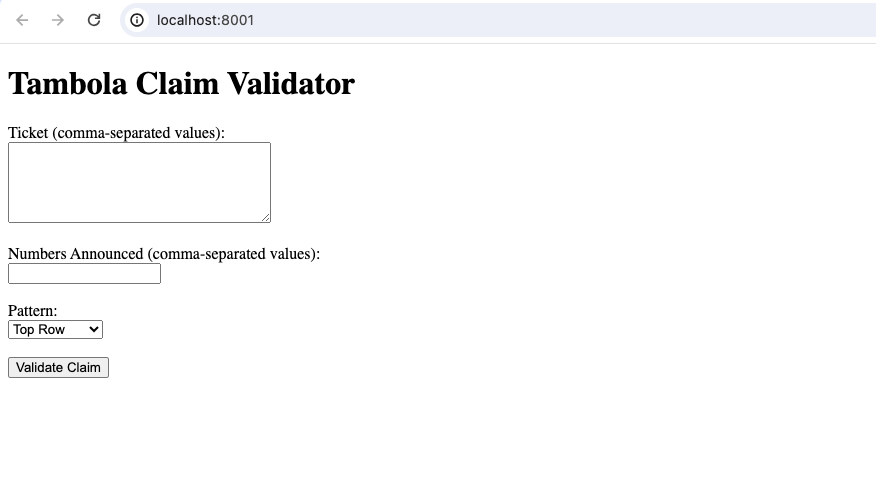 localhost:8001
Tambola Claim Validator
Ticket (comma-separated values):
Numbers Announced (comma-separated values):
Pattern:
Top Row
Validate Claim